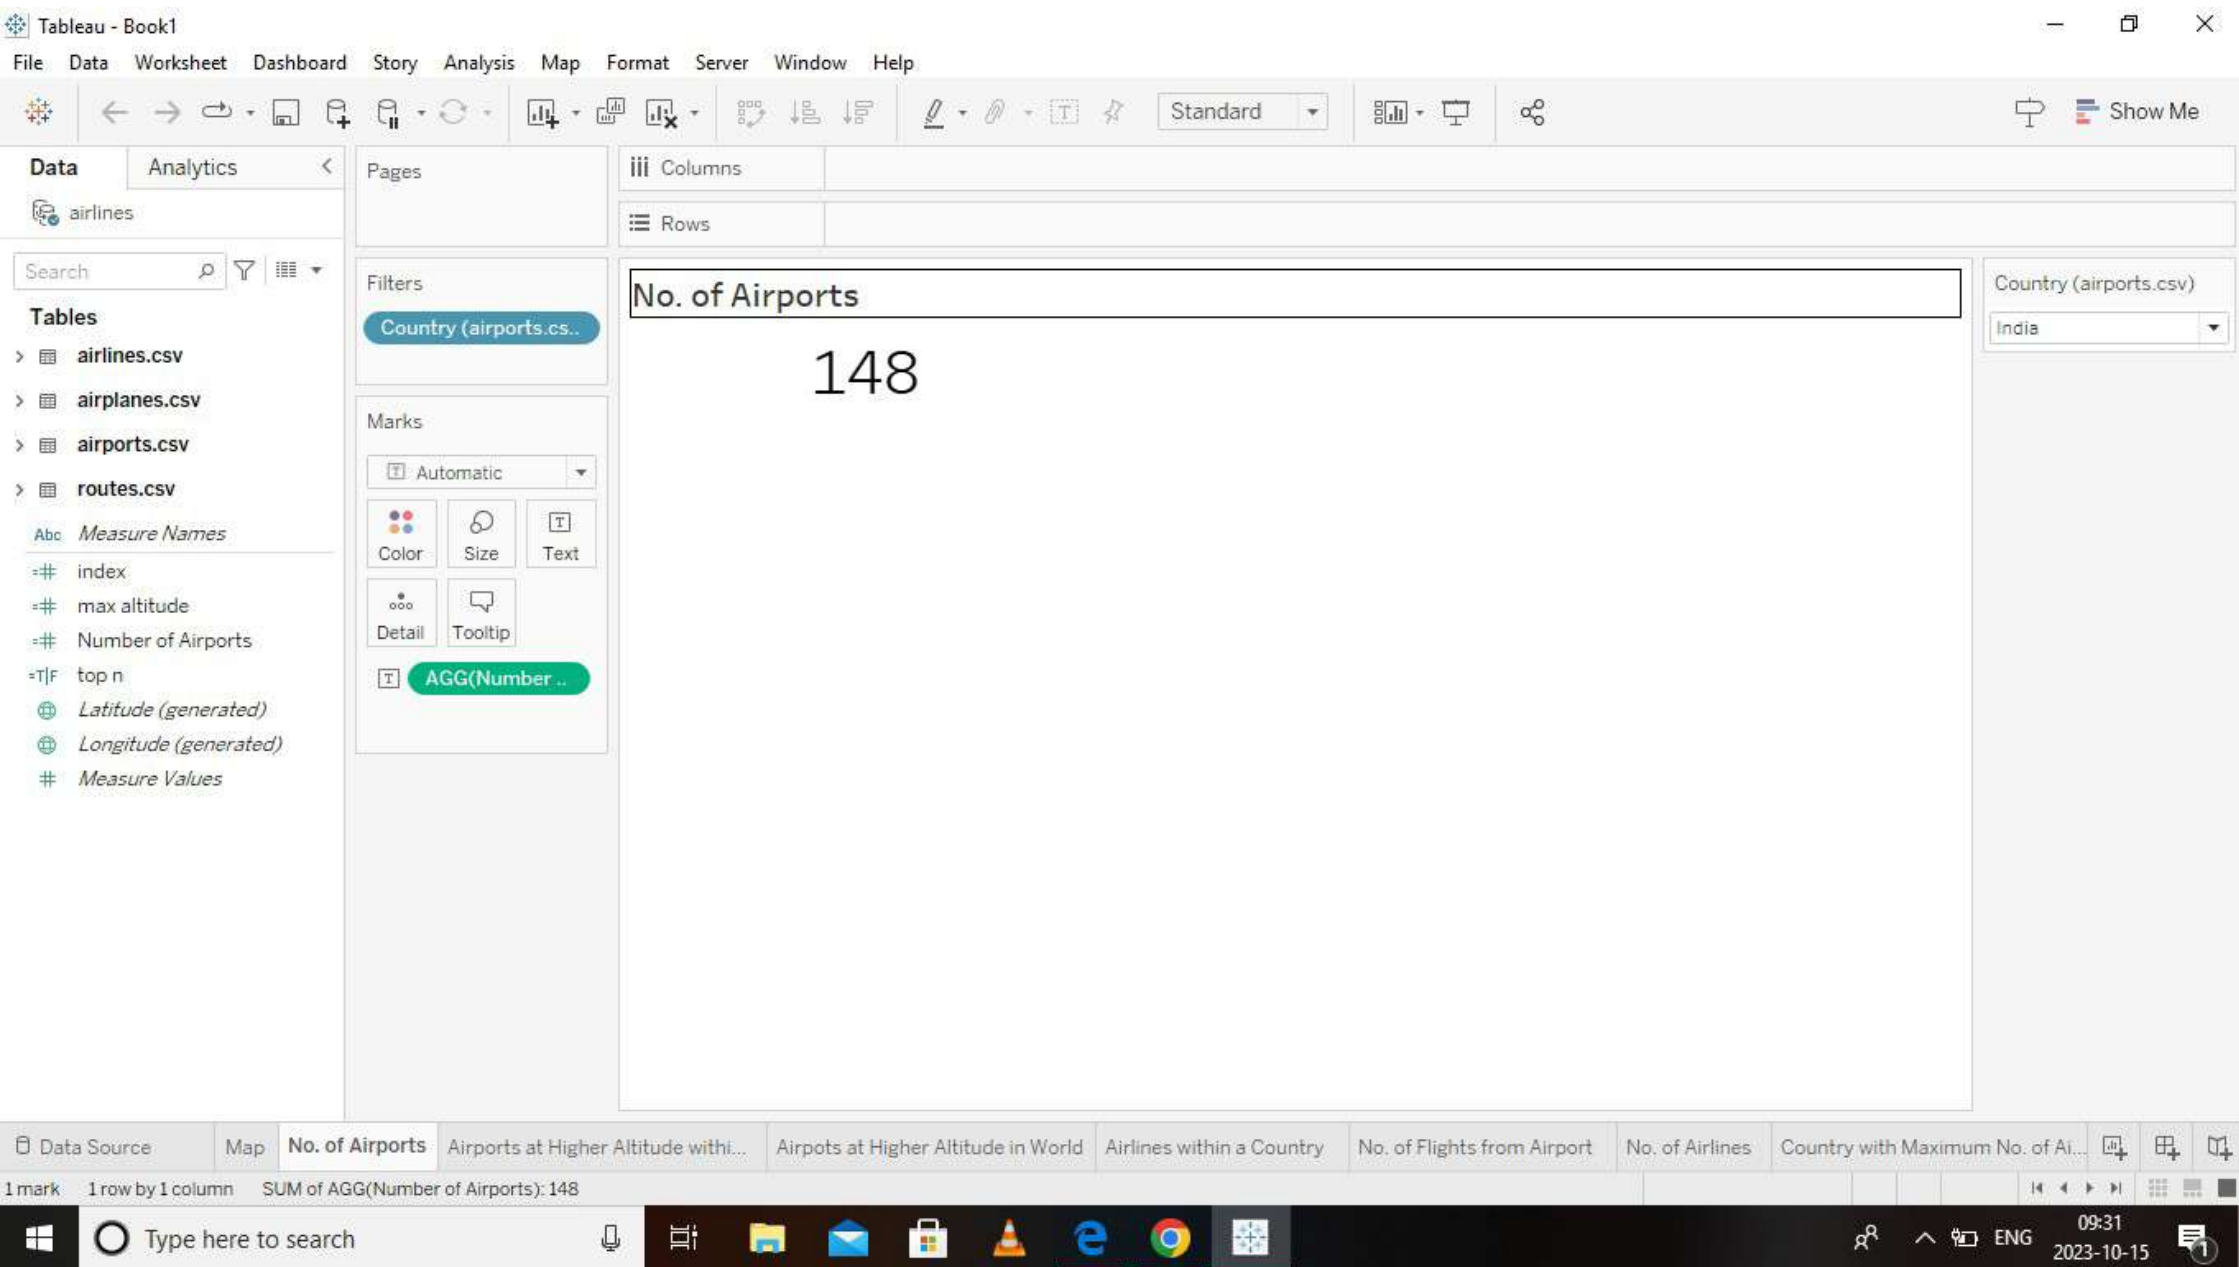 Tableau - Book1
File Data Worksheet Dashboard Story Analysis Map Format Server Window Help
Standard
Show Me
Data Analytics
airlines
Search
Tables
airlines.csv
airplanes.csv
airports.csv
routes.csv
Abc Measure Names
=# index
=# max altitude
=# Number of Airports
=T|F top n
Latitude (generated)
Longitude (generated)
# Measure Values
Pages
Filters
Country (airports.cs..
Marks
Automatic
Color Size Text
Detail Tooltip
AGG(Number ..
Columns
Rows
No. of Airports
148
Country (airports.csv)
India
Data Source Map No. of Airports Airports at Higher Altitude withi... Airpots at Higher Altitude in World Airlines within a Country No. of Flights from Airport No. of Airlines Country with Maximum No. of Ai...
1 mark 1 row by 1 column SUM of AGG(Number of Airports): 148
Type here to search
ENG
09:31
2023-10-15
1